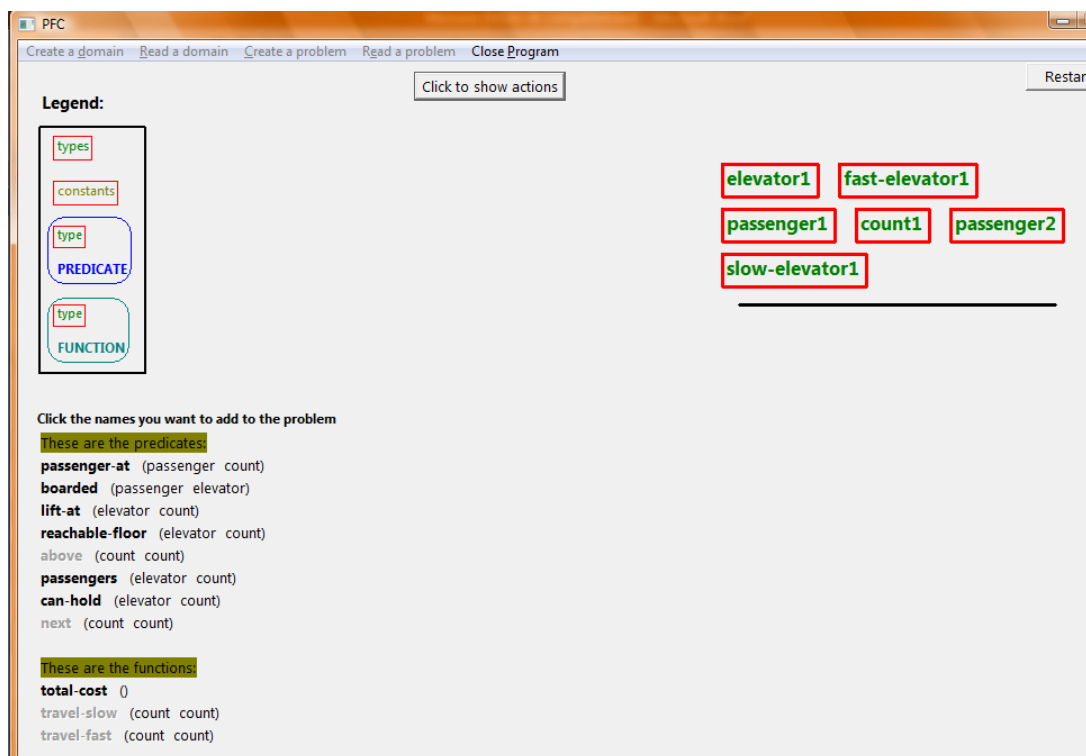 PFC
Create a domain Read a domain Create a problem Read a problem Close Program
Click to show actions
Restar
Legend:
types
constants
type
PREDICATE
type
FUNCTION
elevator1 fast-elevator1
passenger1 count1 passenger2
slow-elevator1
Click the names you want to add to the problem
These are the predicates:
passenger-at (passenger count)
boarded (passenger elevator)
lift-at (elevator count)
reachable-floor (elevator count)
above (count count)
passengers (elevator count)
can-hold (elevator count)
next (count count)
These are the functions:
total-cost ()
travel-slow (count count)
travel-fast (count count)